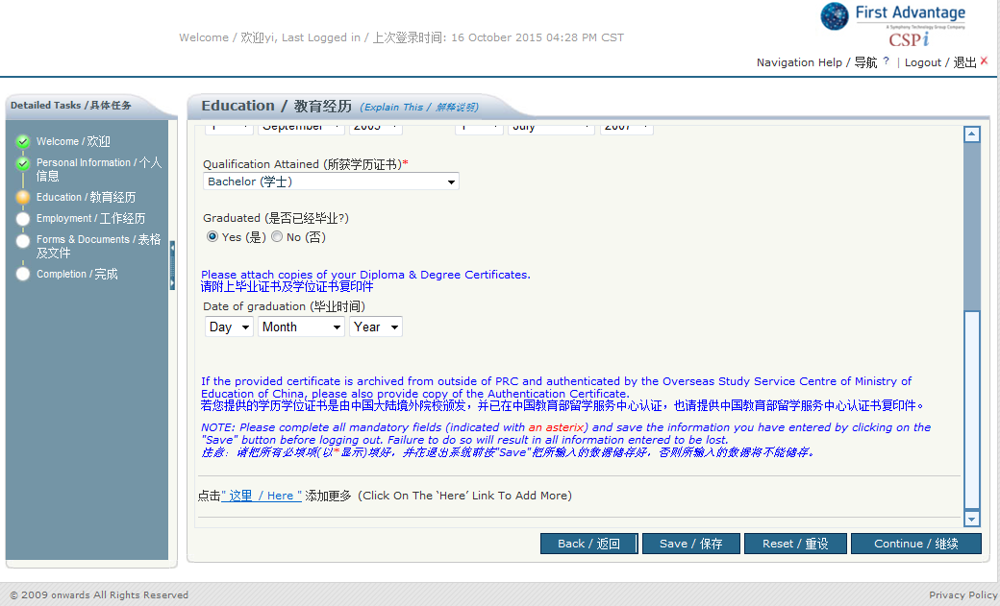 First Advantage
A Symphony Technology Group Company
CSPi
Welcome / 欢迎yi, Last Logged in / 上次登录时间: 16 October 2015 04:28 PM CST
Navigation Help / 导航 ? | Logout / 退出 X
Detailed Tasks /具体任务
Welcome / 欢迎
Personal Information / 个人
信息
Education / 教育经历
Employment / 工作经历
Forms & Documents / 表格
及文件
Completion / 完成
Education / 教育经历 (Explain This / 解释说明)
1 September 2003 1 July 2007
Qualification Attained (所获学历证书)*
Bachelor (学士)
Graduated (是否已经毕业?)
Yes (是) No (否)
Please attach copies of your Diploma & Degree Certificates.
请附上毕业证书及学位证书复印件
Date of graduation (毕业时间)
Day Month Year
If the provided certificate is archived from outside of PRC and authenticated by the Overseas Study Service Centre of Ministry of
Education of China, please also provide copy of the Authentication Certificate.
若您提供的学历学位证书是由中国大陆境外院校颁发，并已在中国教育部留学服务中心认证，也请提供中国教育部留学服务中心认证书复印件。
NOTE: Please complete all mandatory fields (indicated with an asterix) and save the information you have entered by clicking on the
"Save" button before logging out. Failure to do so will result in all information entered to be lost.
注意：请把所有必填项(以*显示)填好，并在退出系统前按"Save"把所输入的数据储存好，否则所输入的数据将不能储存。
点击" 这里 / Here " 添加更多 (Click On The ‘Here’ Link To Add More)
Back / 返回 Save / 保存 Reset / 重设 Continue / 继续
© 2009 onwards All Rights Reserved
Privacy Policy